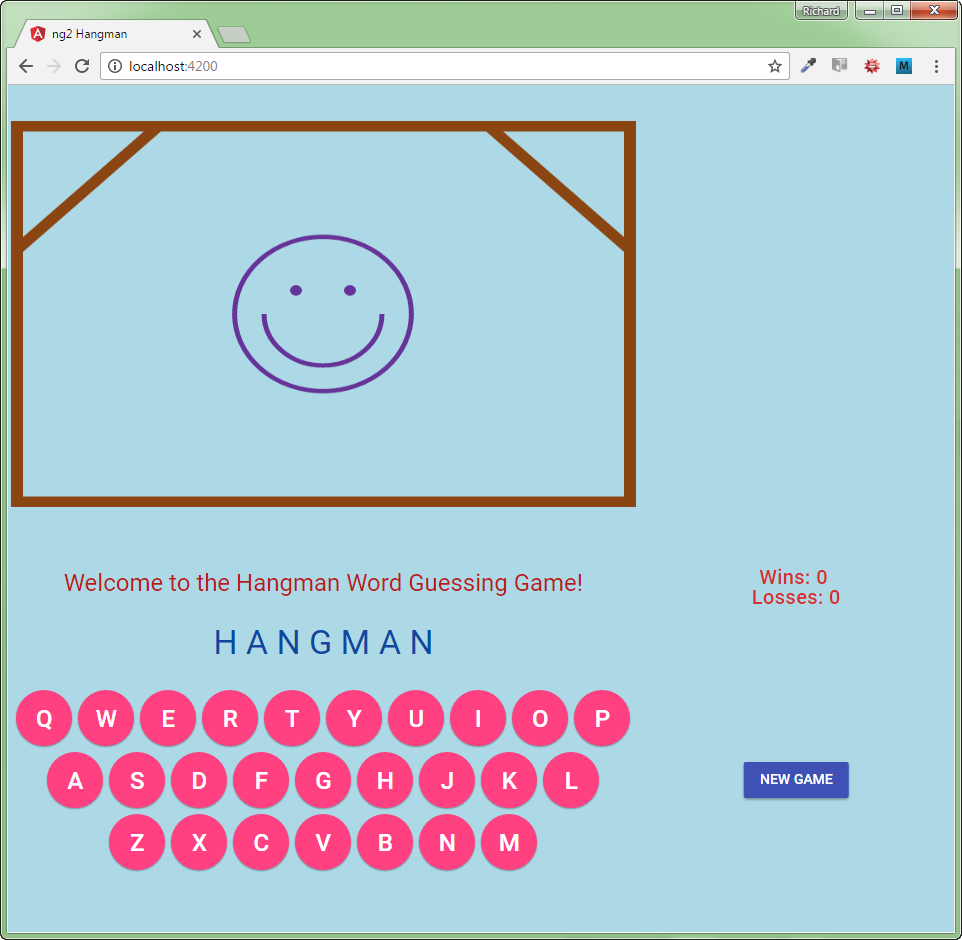 Richard
ng2 Hangman
localhost:4200
M
Welcome to the Hangman Word Guessing Game!
Wins: 0
Losses: 0
H A N G M A N
Q W E R T Y U I O P
A S D F G H J K L
NEW GAME
Z X C V B N M